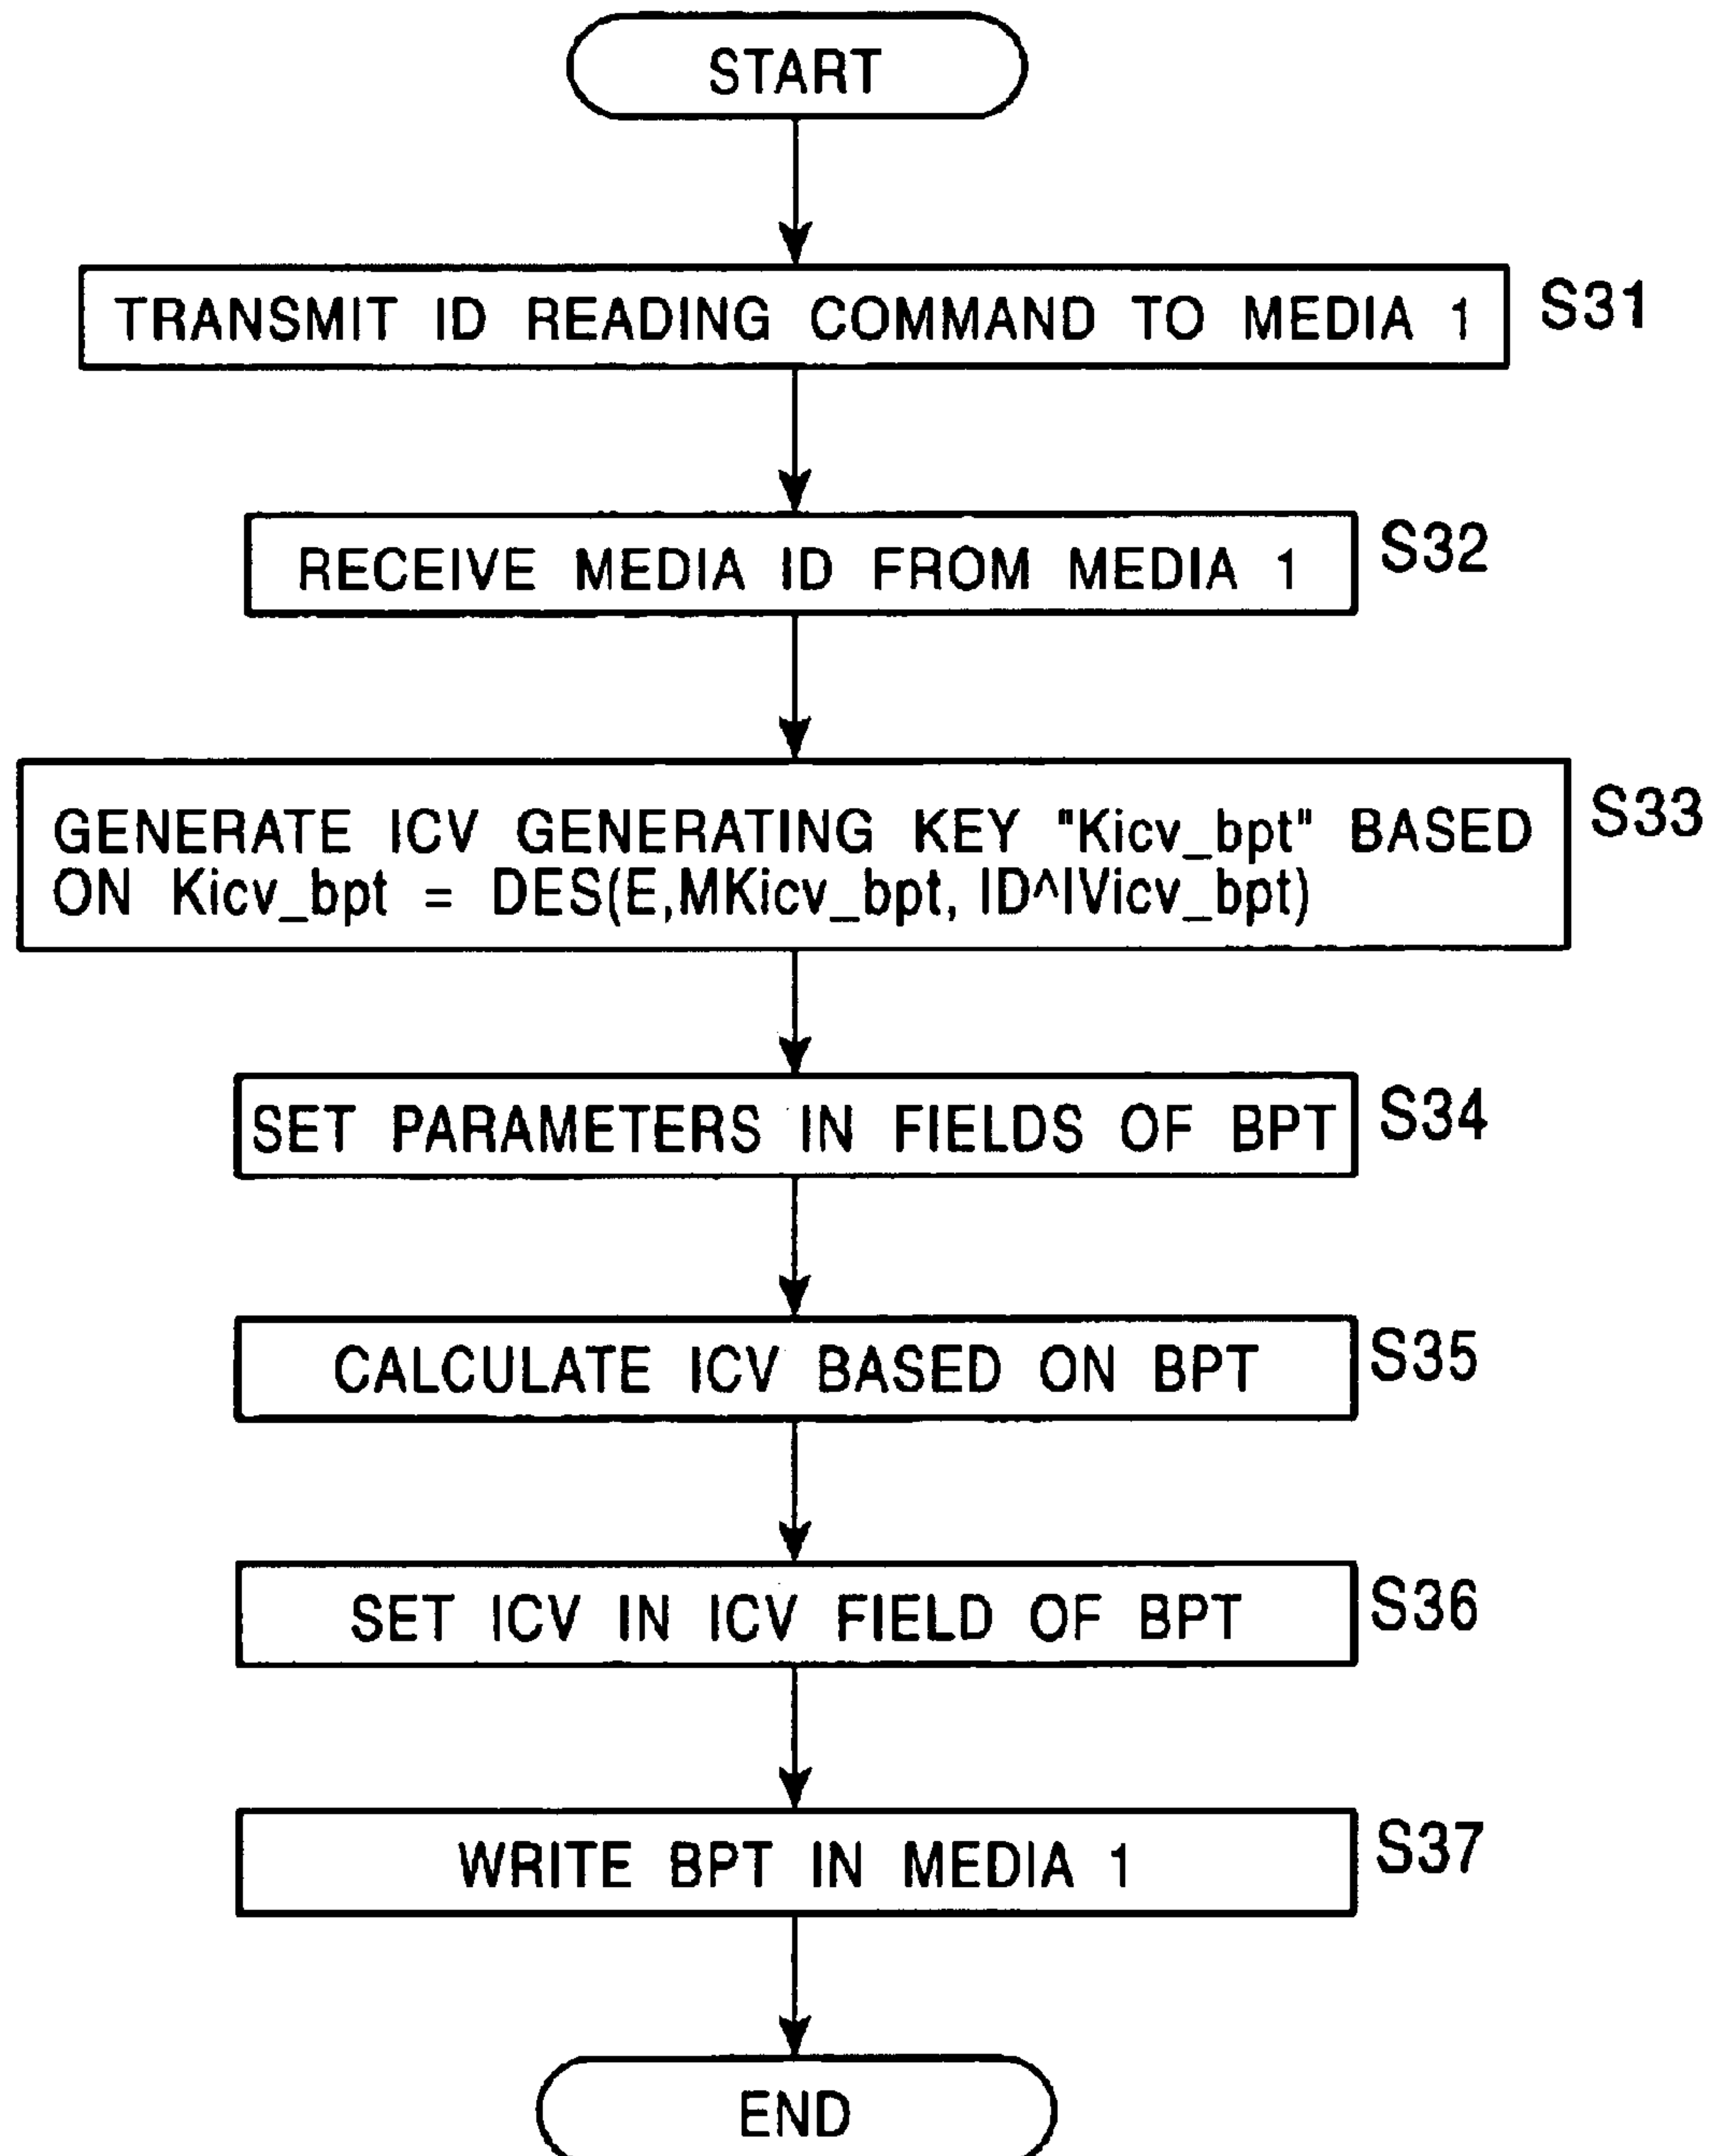 START
TRANSMIT ID READING COMMAND TO MEDIA 1 S31
RECEIVE MEDIA ID FROM MEDIA 1 S32
GENERATE ICV GENERATING KEY "Kicv_bpt" BASED S33
ON Kicv_bpt = DES(E,MKicv_bpt, ID^IVicv_bpt)
SET PARAMETERS IN FIELDS OF BPT S34
CALCULATE ICV BASED ON BPT S35
SET ICV IN ICV FIELD OF BPT S36
WRITE BPT IN MEDIA 1 S37
END